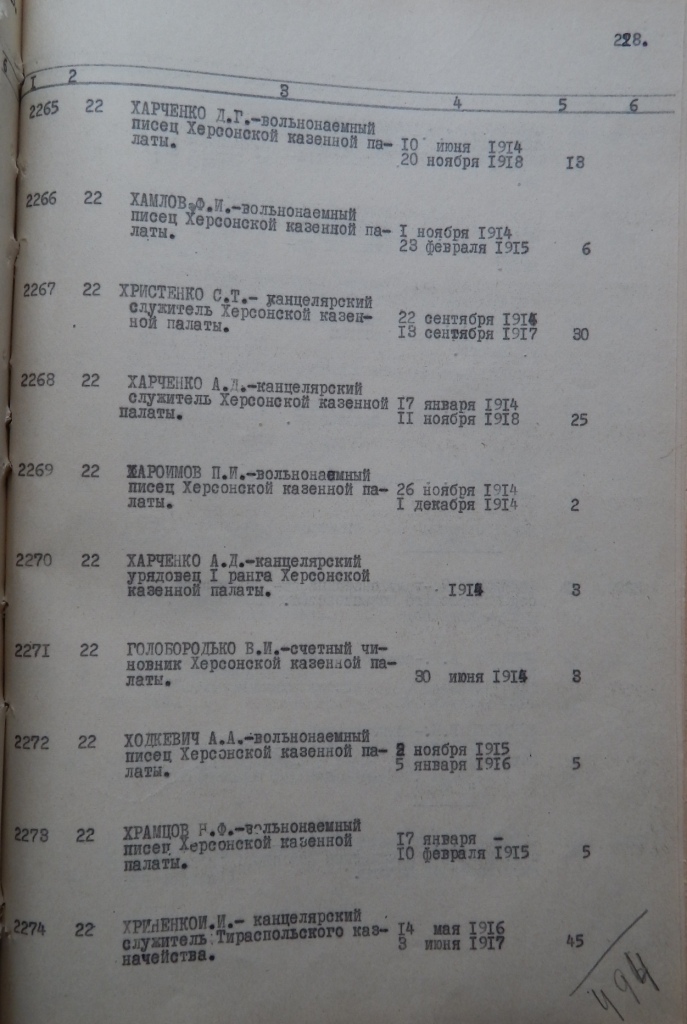 228.
1 2 3 4 5 6
2265 22 ХАРЧЕНКО Д.Г.-вольнонаемный
писец Херсонской казенной па- 10 июня 1914
латы. 20 ноября 1918 18
2266 22 ХАМЛОВ Ф.И.-вольнонаемный
писец Херсонской казенной па- I ноября 1914
латы. 23 февраля 1915 6
2267 22 ХРИСТЕНКО С.Т.- канцелярский
служитель Херсонской казен- 22 сентября 1914
ной палаты. 13 сентября 1917 30
2268 22 ХАРЧЕНКО А.Д.-канцелярский
служитель Херсонской казенной 17 января 1914
палаты. II ноября 1918 25
2269 22 ХАРОИМОВ П.И.-вольнонаемный
писец Херсонской казенной па- 26 ноября 1914
латы. I декабря 1914 2
2270 22 ХАРЧЕНКО А.Д.-канцелярский
урядовец I ранга Херсонской
казенной палаты. 1914 3
2271 22 ГОЛОБОРОДЬКО В.И.-счетный чи-
новник Херсонской казенной па-
латы. 30 июня 1914 3
2272 22 ХОДКЕВИЧ А.А.-вольнонаемный
писец Херсонской казенной па- 2 ноября 1915
латы. 5 января 1916 5
2273 22 ХРАМЦОВ Н.Ф.-вольнонаемный
писец Херсонской казенной 17 января -
палаты. 10 февраля 1915 5
2274 22 ХРИНЕНКОИ.И.- канцелярский
служитель Тираспольского каз- 14 мая 1916
начейства. 3 июня 1917 45
494